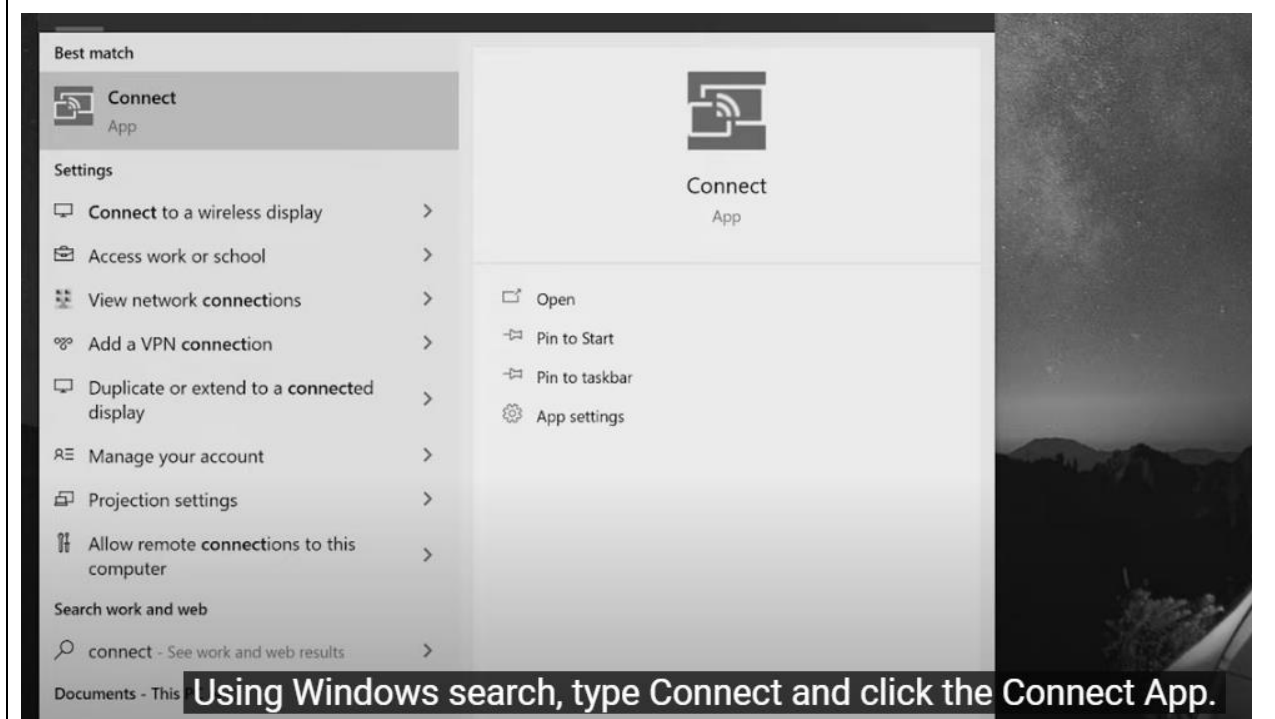 Best match
Connect
App
Settings
Connect to a wireless display
Access work or school
View network connections
Add a VPN connection
Duplicate or extend to a connected
display
Manage your account
Projection settings
Allow remote connections to this
computer
Search work and web
connect - See work and web results
Documents - This
Connect
App
Open
Pin to Start
Pin to taskbar
App settings
Using Windows search, type Connect and click the Connect App.